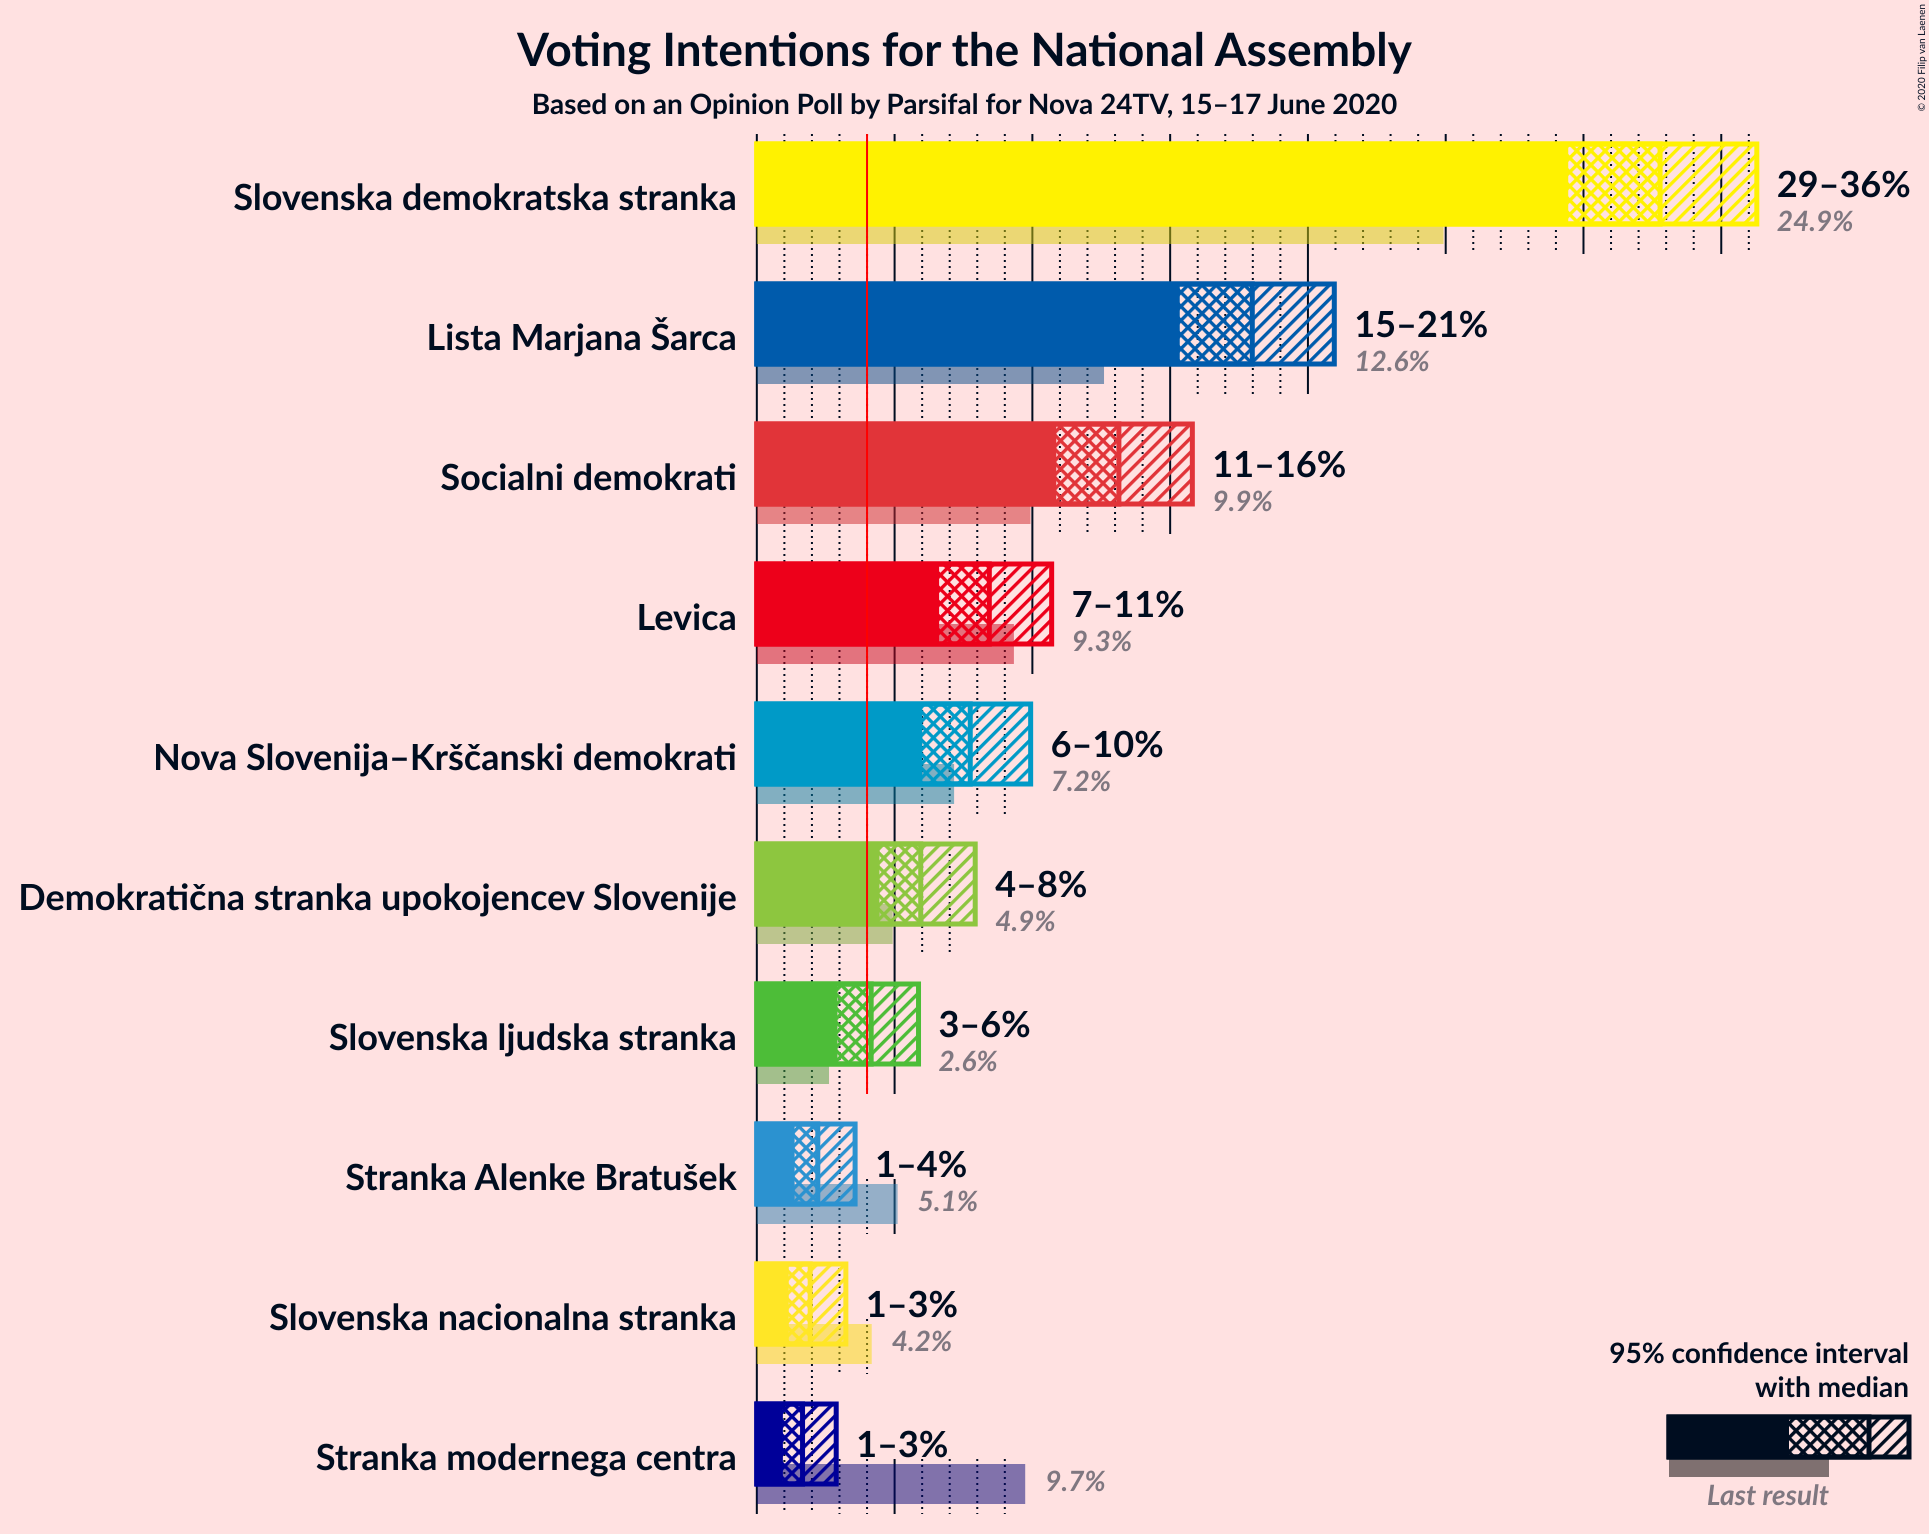 Voting Intentions for the National Assembly
Based on an Opinion Poll by Parsifal for Nova 24TV, 15–17 June 2020
© 2020 Filip van Laenen
Slovenska demokratska stranka
29–36%
24.9%
Lista Marjana Šarca
15–21%
12.6%
Socialni demokrati
11–16%
9.9%
Levica
7–11%
9.3%
Nova Slovenija–Krščanski demokrati
6–10%
7.2%
Demokratična stranka upokojencev Slovenije
4–8%
4.9%
Slovenska ljudska stranka
3–6%
2.6%
Stranka Alenke Bratušek
1–4%
5.1%
Slovenska nacionalna stranka
1–3%
4.2%
Stranka modernega centra
1–3%
9.7%
95% confidence interval
with median
Last result